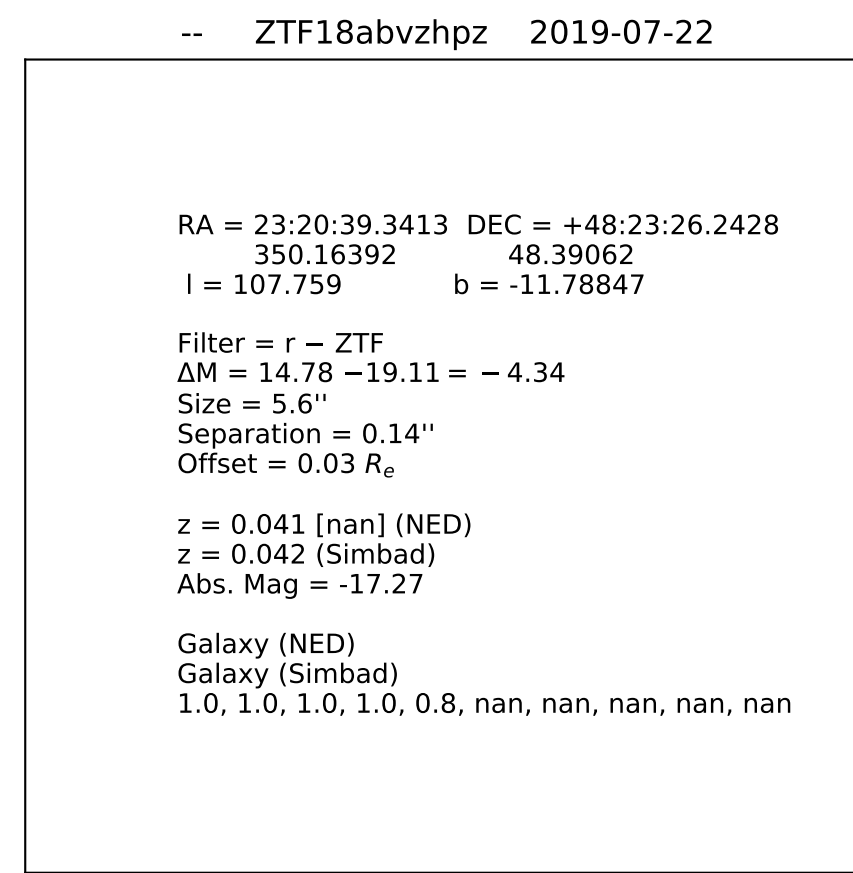 -- ZTF18abvzhpz 2019-07-22
RA = 23:20:39.3413 DEC = +48:23:26.2428
350.16392 48.39062
l = 107.759 b = -11.78847
Filter = r − ZTF
ΔM = 14.78 −19.11 = − 4.34
Size = 5.6''
Separation = 0.14''
Offset = 0.03 Rₑ
z = 0.041 [nan] (NED)
z = 0.042 (Simbad)
Abs. Mag = -17.27
Galaxy (NED)
Galaxy (Simbad)
1.0, 1.0, 1.0, 1.0, 0.8, nan, nan, nan, nan, nan